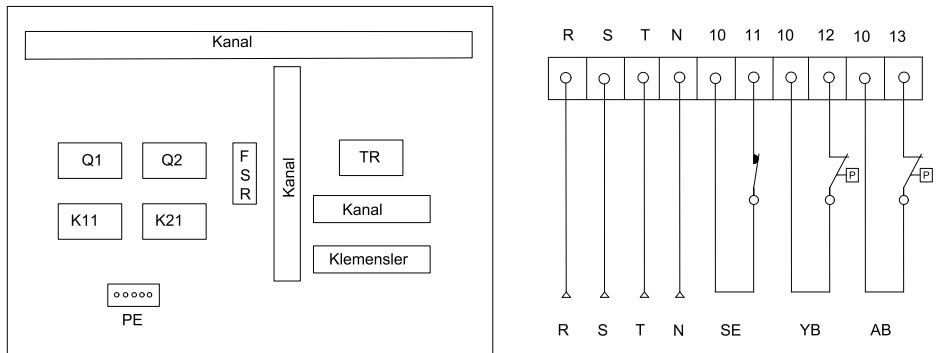 Kanal
Q1 Q2
FSR
Kanal
TR
K11 K21
Kanal
Klemensler
PE
R S T N 10 11 10 12 10 13
P P
R S T N SE YB AB